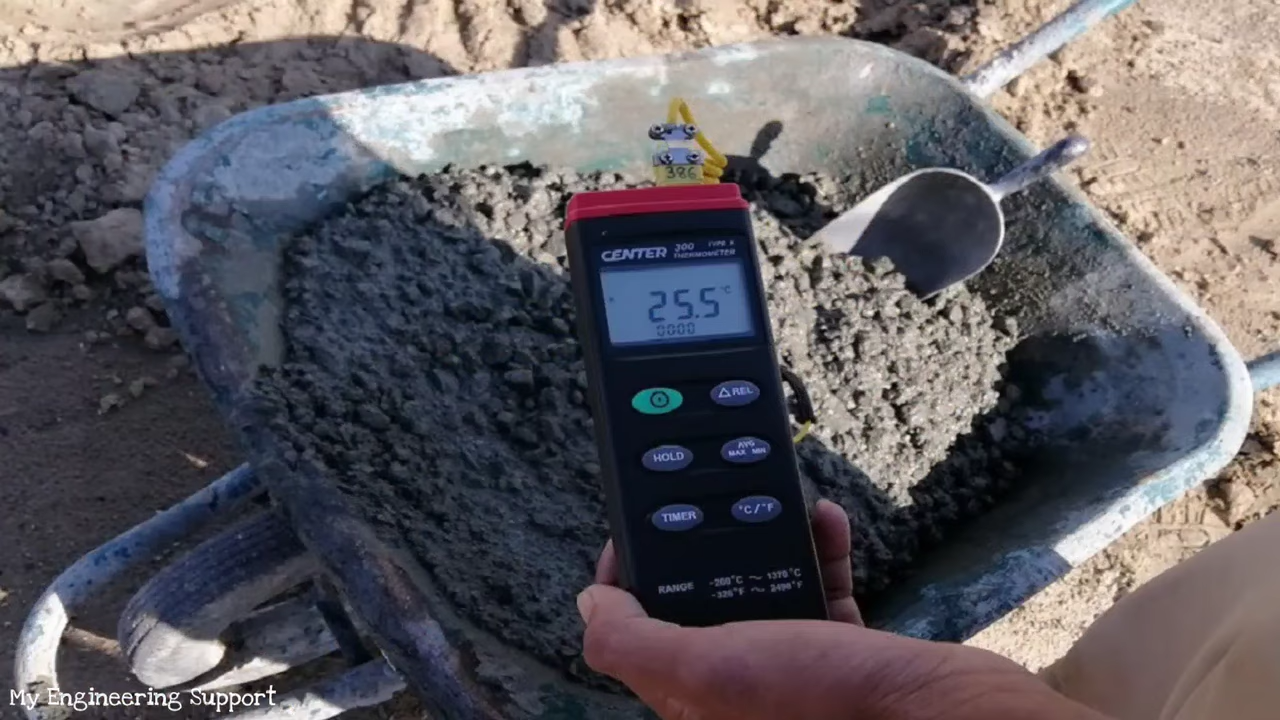 386
CENTER 300 TYPE K
THERMOMETER
25.5 °C
0000
△ REL
HOLD
AVG
MAX MIN
TIMER
°C/°F
RANGE -200°C ~ 1370°C
-328°F ~ 2498°F
My Engineering Support